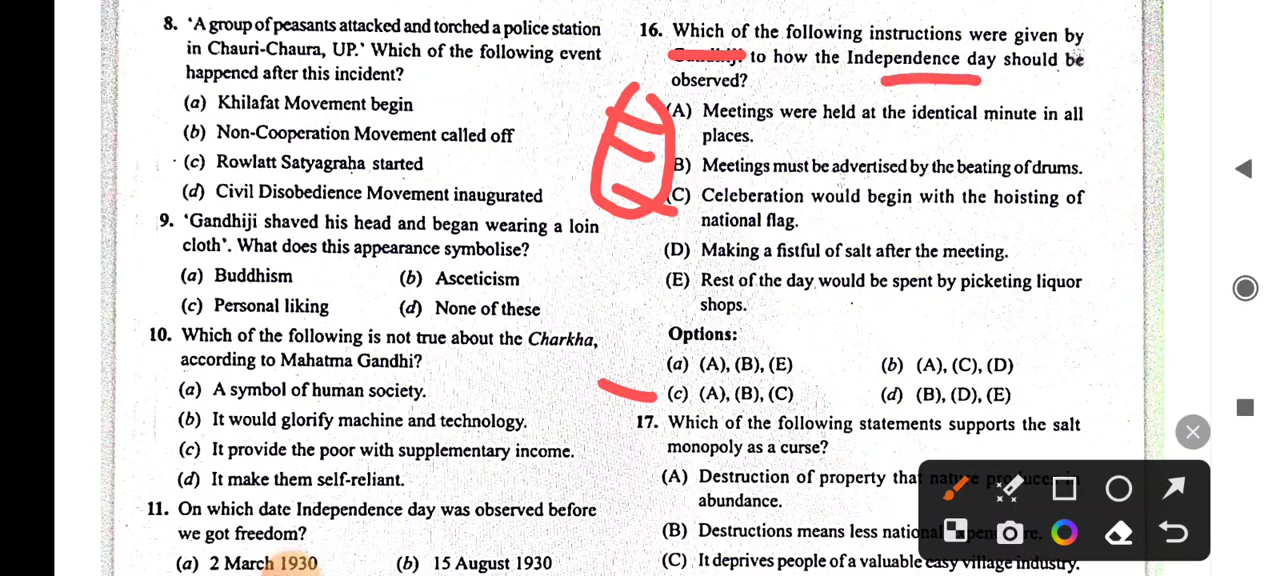 8. 'A group of peasants attacked and torched a police station
in Chauri-Chaura, UP.' Which of the following event
happened after this incident?
(a) Khilafat Movement begin
(b) Non-Cooperation Movement called off
(c) Rowlatt Satyagraha started
(d) Civil Disobedience Movement inaugurated
9. 'Gandhiji shaved his head and began wearing a loin
cloth'. What does this appearance symbolise?
(a) Buddhism (b) Asceticism
(c) Personal liking (d) None of these
10. Which of the following is not true about the Charkha,
according to Mahatma Gandhi?
(a) A symbol of human society.
(b) It would glorify machine and technology.
(c) It provide the poor with supplementary income.
(d) It make them self-reliant.
11. On which date Independence day was observed before
we got freedom?
(a) 2 March 1930 (b) 15 August 1930
16. Which of the following instructions were given by
to how the Independence day should be
observed?
(A) Meetings were held at the identical minute in all
places.
B) Meetings must be advertised by the beating of drums.
(C) Celeberation would begin with the hoisting of
national flag.
(D) Making a fistful of salt after the meeting.
(E) Rest of the day would be spent by picketing liquor
shops.
Options:
(a) (A), (B), (E) (b) (A), (C), (D)
(c) (A), (B), (C) (d) (B), (D), (E)
17. Which of the following statements supports the salt
monopoly as a curse?
(A) Destruction of property that nature produces in
abundance.
(B) Destructions means less national
(C) It deprives people of a valuable easy village industry.